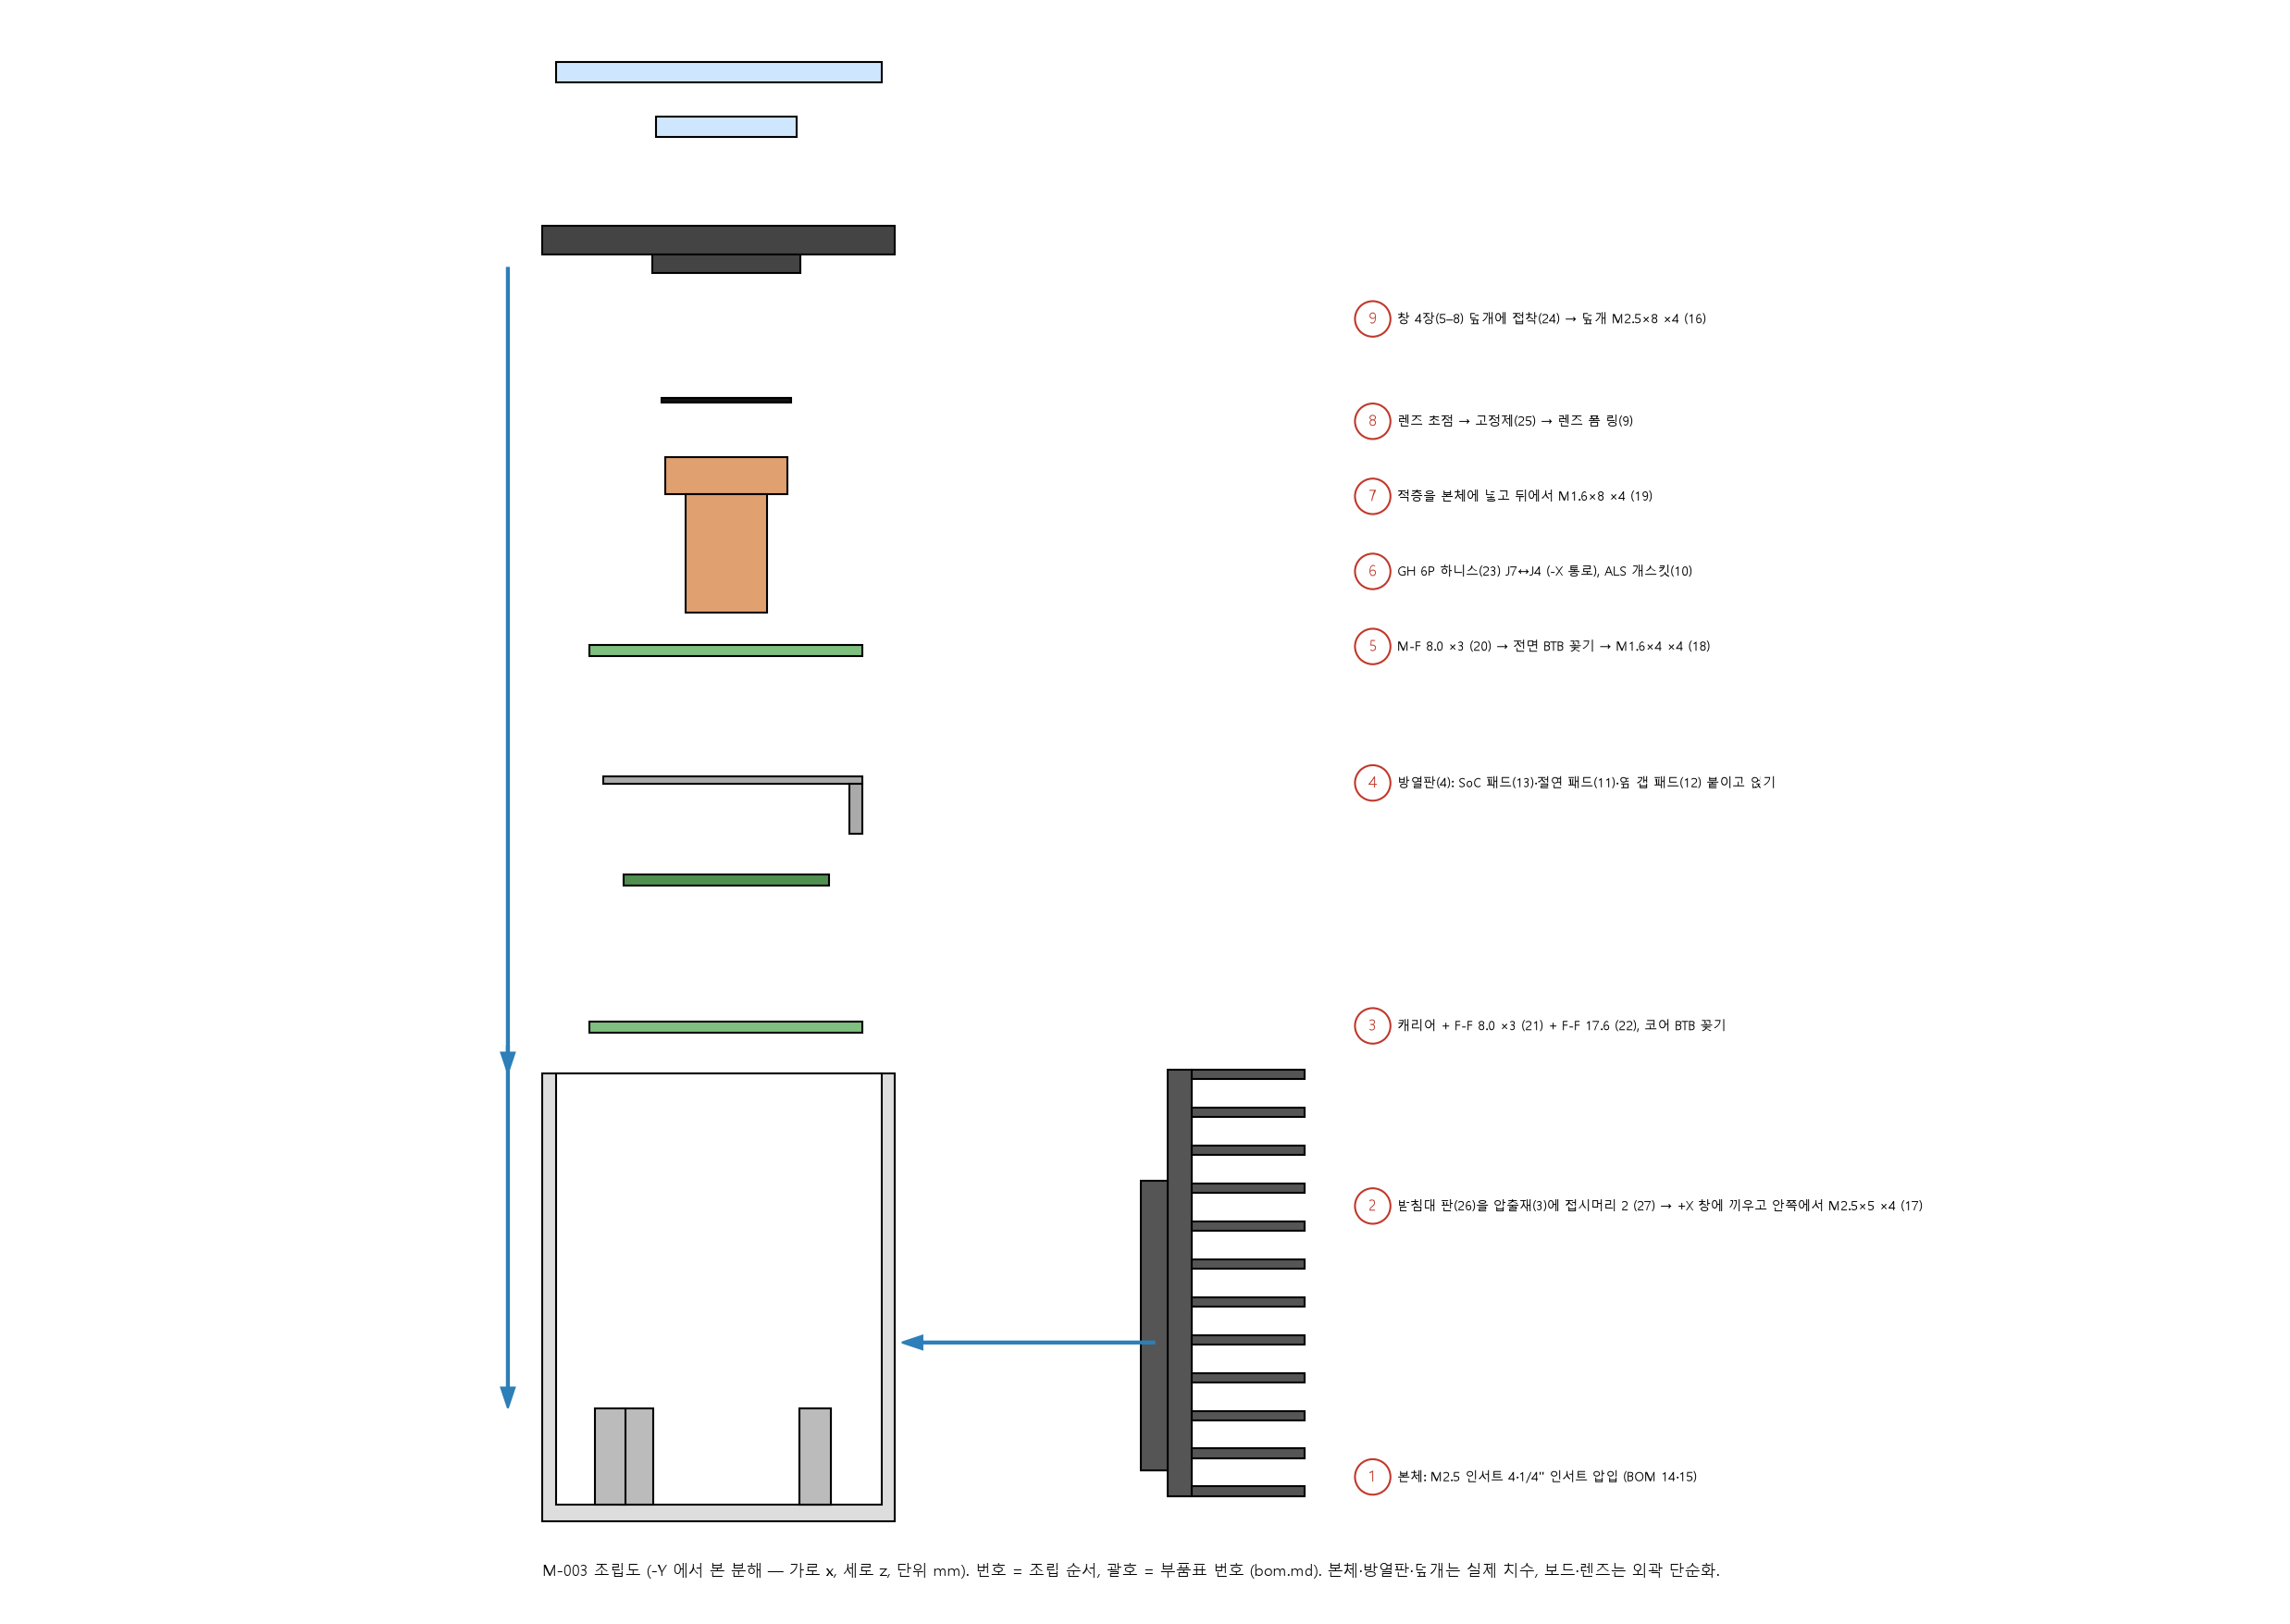 9 창 4장(5–8) 덮개에 접착(24) → 덮개 M2.5×8 ×4 (16)
8 렌즈 초점 → 고정제(25) → 렌즈 폼 링(9)
7 적층을 본체에 넣고 뒤에서 M1.6×8 ×4 (19)
6 GH 6P 하니스(23) J7↔J4 (-X 통로), ALS 개스킷(10)
5 M-F 8.0 ×3 (20) → 전면 BTB 꽂기 → M1.6×4 ×4 (18)
4 방열판(4): SoC 패드(13)·절연 패드(11)·옆 갭 패드(12) 붙이고 얹기
3 캐리어 + F-F 8.0 ×3 (21) + F-F 17.6 (22), 코어 BTB 꽂기
2 받침대 판(26)을 압출재(3)에 접시머리 2 (27) → +X 창에 끼우고 안쪽에서 M2.5×5 ×4 (17)
1 본체: M2.5 인서트 4·1/4" 인서트 압입 (BOM 14·15)
M-003 조립도 (-Y 에서 본 분해 — 가로 x, 세로 z, 단위 mm). 번호 = 조립 순서, 괄호 = 부품표 번호 (bom.md). 본체·방열판·덮개는 실제 치수, 보드·렌즈는 외곽 단순화.